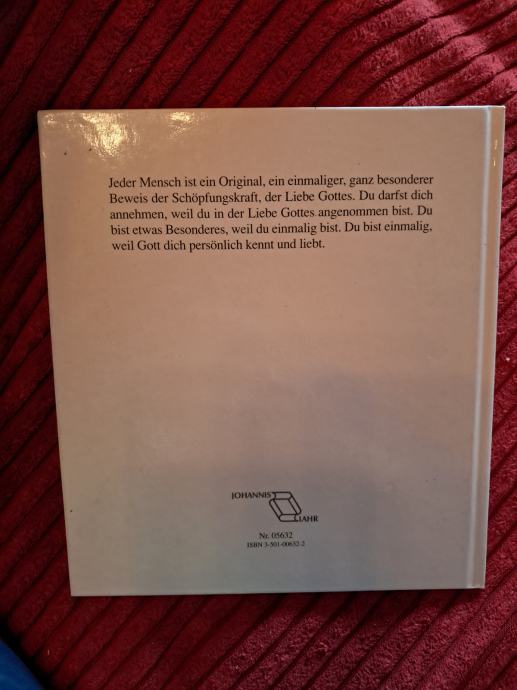 Jeder Mensch ist ein Original, ein einmaliger, ganz besonderer
Beweis der Schöpfungskraft, der Liebe Gottes. Du darfst dich
annehmen, weil du in der Liebe Gottes angenommen bist. Du
bist etwas Besonderes, weil du einmalig bist. Du bist einmalig,
weil Gott dich persönlich kennt und liebt.
JOHANNIS
LAHR
Nr. 05632
ISBN 3-501-00632-2